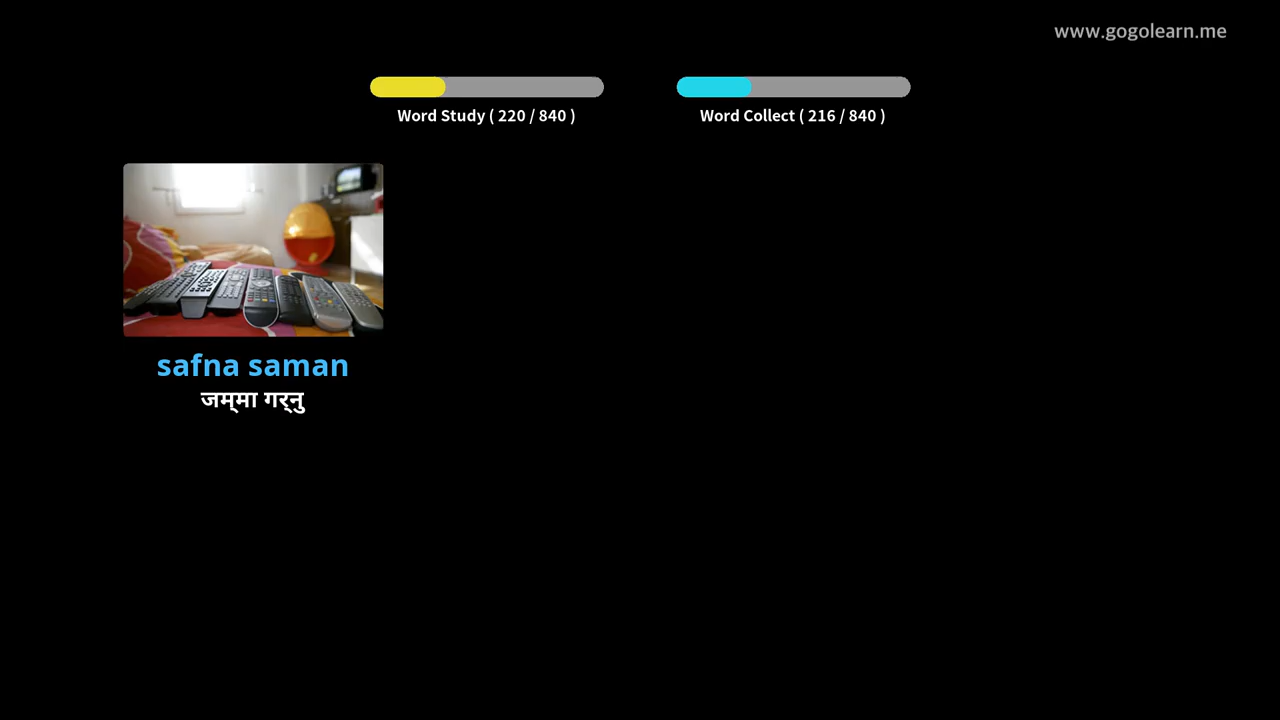 www.gogolearn.me
Word Study ( 220 / 840 )
Word Collect ( 216 / 840 )
safna saman
जम्‌मा गर्‌नु